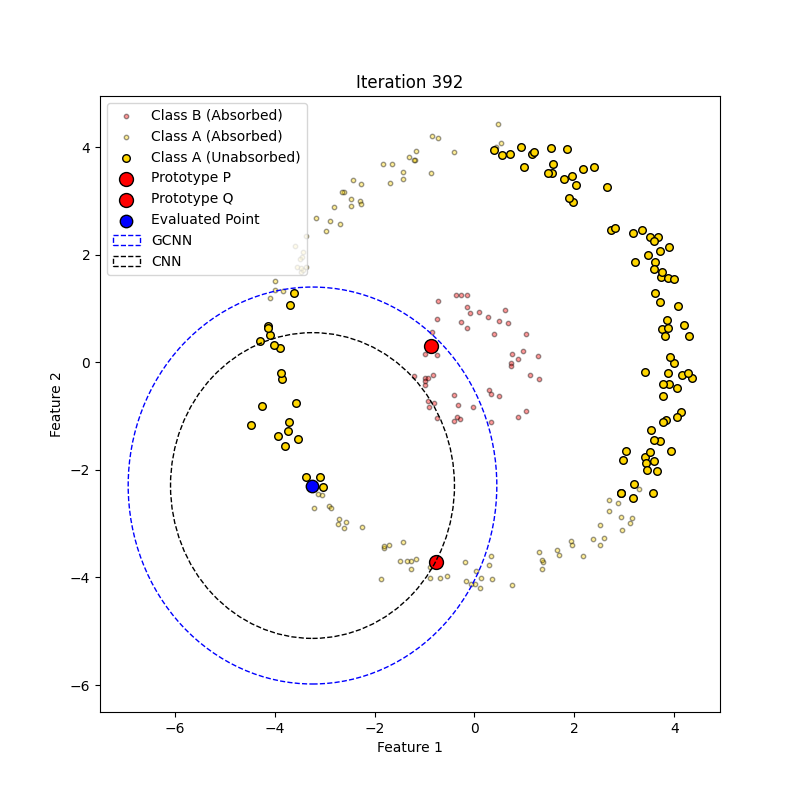 Iteration 392
Class B (Absorbed)
Class A (Absorbed)
Class A (Unabsorbed)
Prototype P
Prototype Q
Evaluated Point
GCNN
CNN
4
2
0
−2
−4
−6
Feature 2
−6
−4
−2
0
2
4
Feature 1